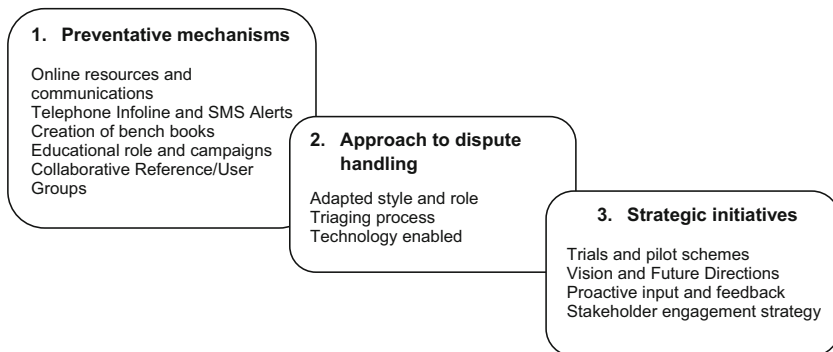 1. Preventative mechanisms
Online resources and
communications
Telephone Infoline and SMS Alerts
Creation of bench books
Educational role and campaigns
Collaborative Reference/User
Groups
2. Approach to dispute
handling
Adapted style and role
Triaging process
Technology enabled
3. Strategic initiatives
Trials and pilot schemes
Vision and Future Directions
Proactive input and feedback
Stakeholder engagement strategy